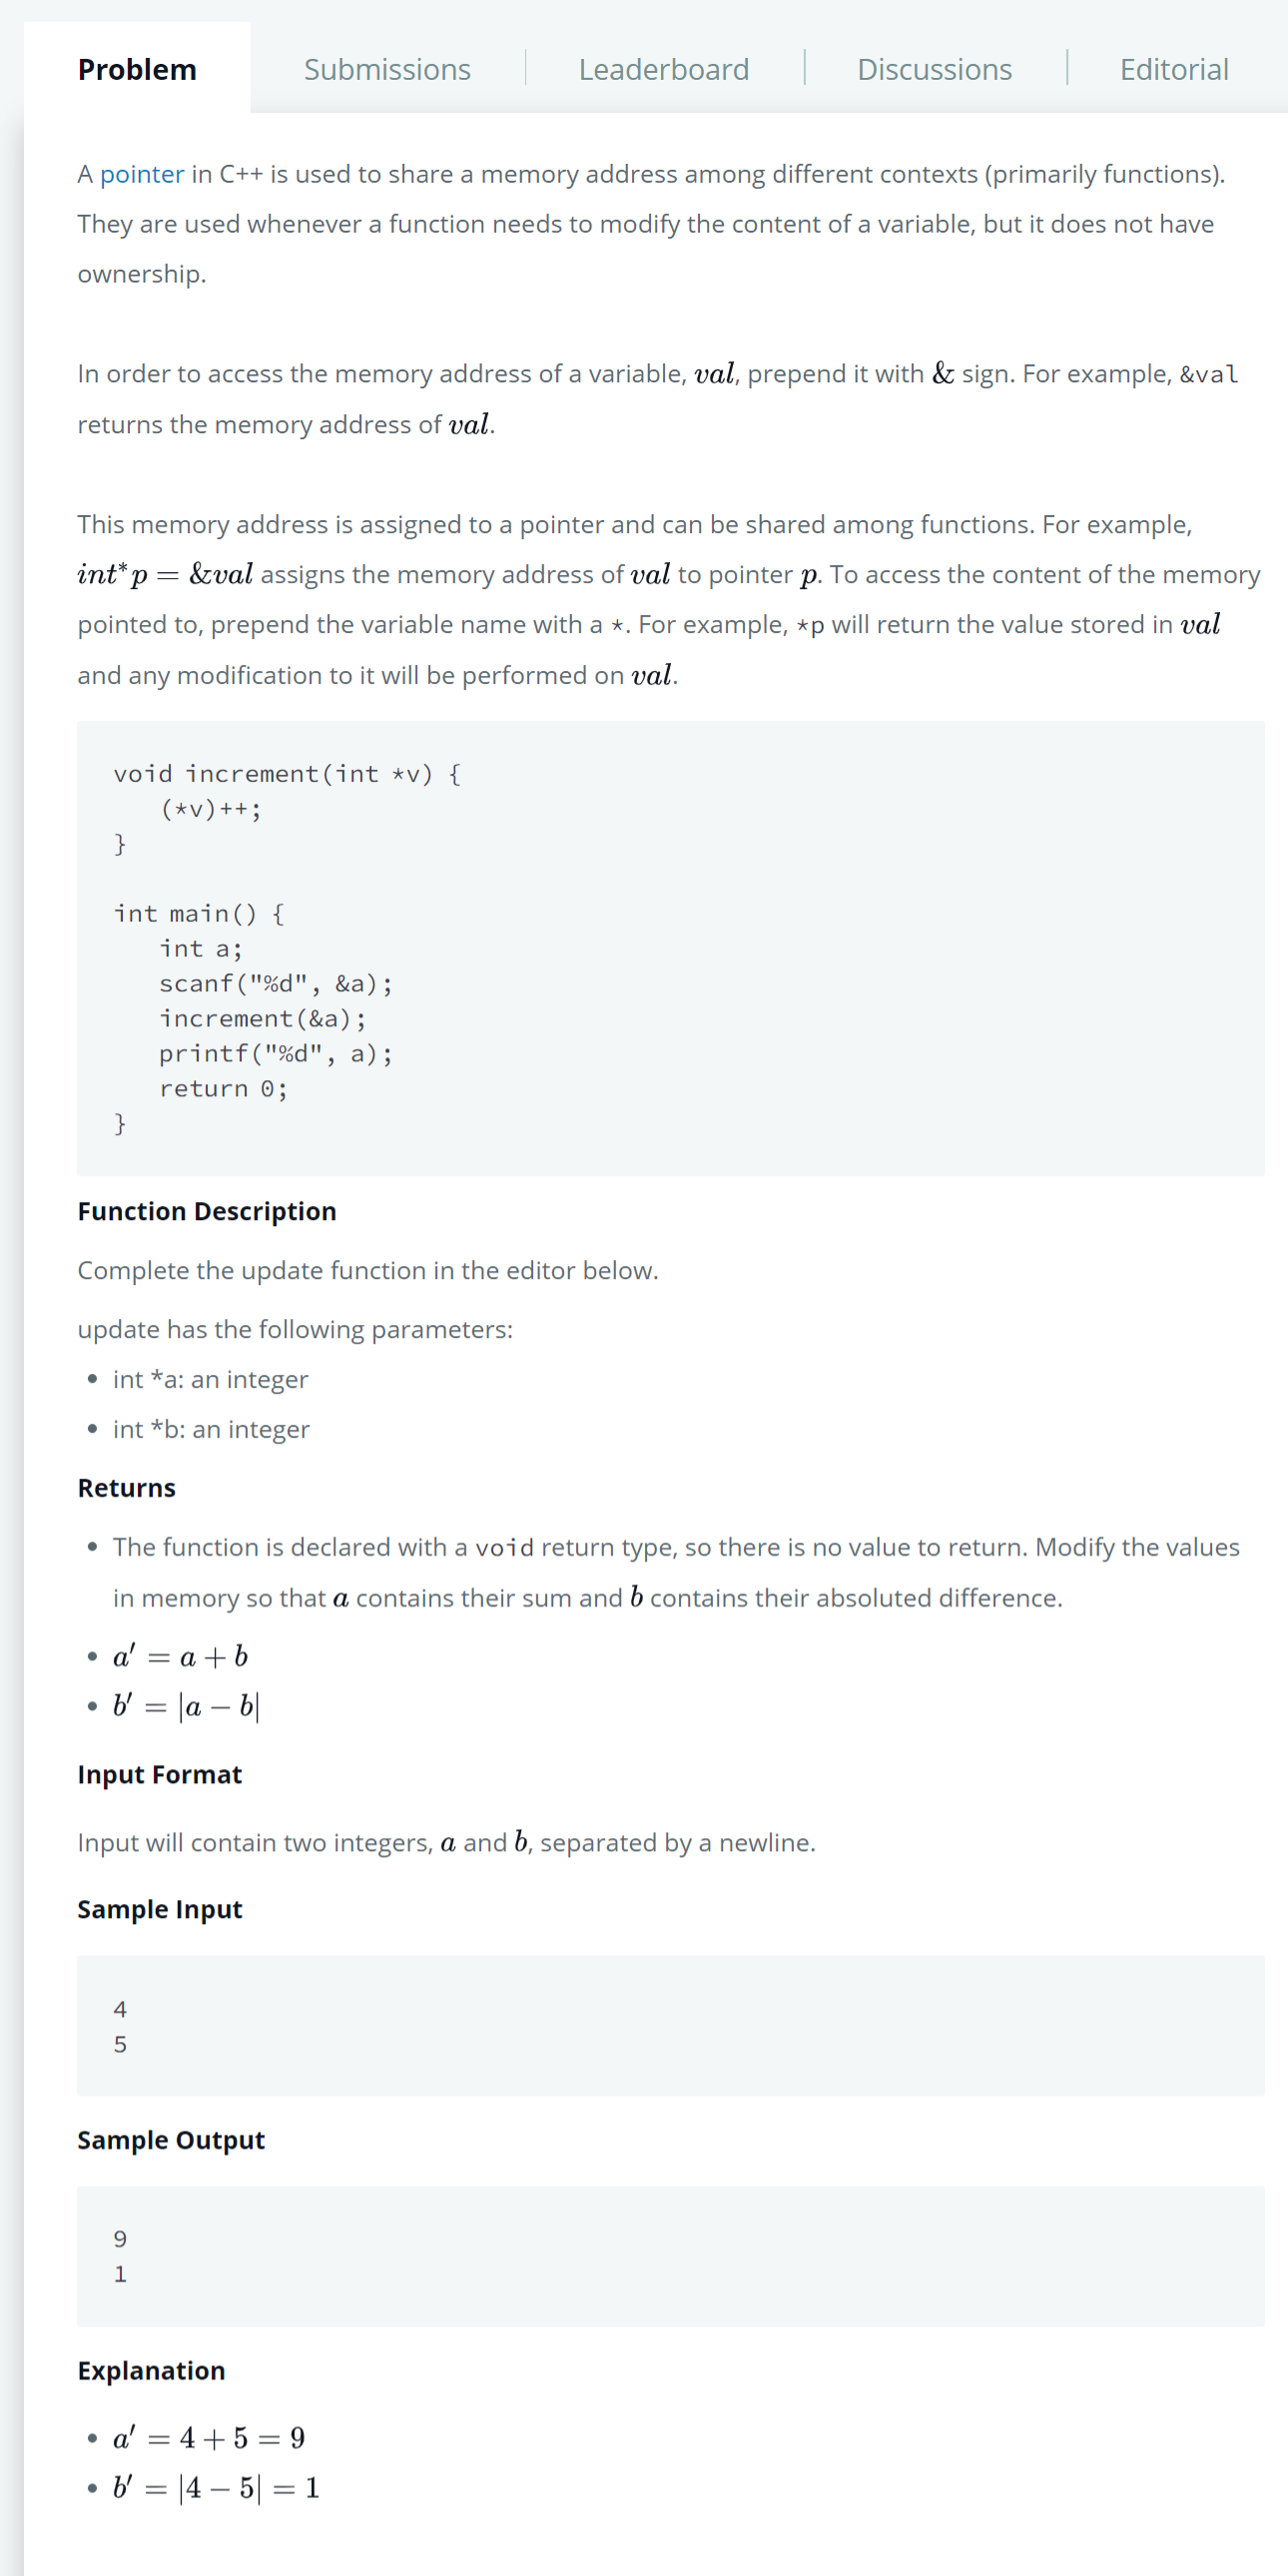 Problem
Submissions
Leaderboard
Discussions
Editorial
A pointer in C++ is used to share a memory address among different contexts (primarily functions).
They are used whenever a function needs to modify the content of a variable, but it does not have
ownership.
In order to access the memory address of a variable, val, prepend it with & sign. For example, &val
returns the memory address of val.
This memory address is assigned to a pointer and can be shared among functions. For example,
int*p = &val assigns the memory address of val to pointer p. To access the content of the memory
pointed to, prepend the variable name with a *. For example, *p will return the value stored in val
and any modification to it will be performed on val.
void increment(int *v) {
    (*v)++;
}
int main() {
    int a;
    scanf("%d", &a);
    increment(&a);
    printf("%d", a);
    return 0;
}
Function Description
Complete the update function in the editor below.
update has the following parameters:
• int *a: an integer
• int *b: an integer
Returns
• The function is declared with a void return type, so there is no value to return. Modify the values
in memory so that a contains their sum and b contains their absoluted difference.
• a′ = a + b
• b′ = |a − b|
Input Format
Input will contain two integers, a and b, separated by a newline.
Sample Input
4
5
Sample Output
9
1
Explanation
• a′ = 4 + 5 = 9
• b′ = |4 − 5| = 1